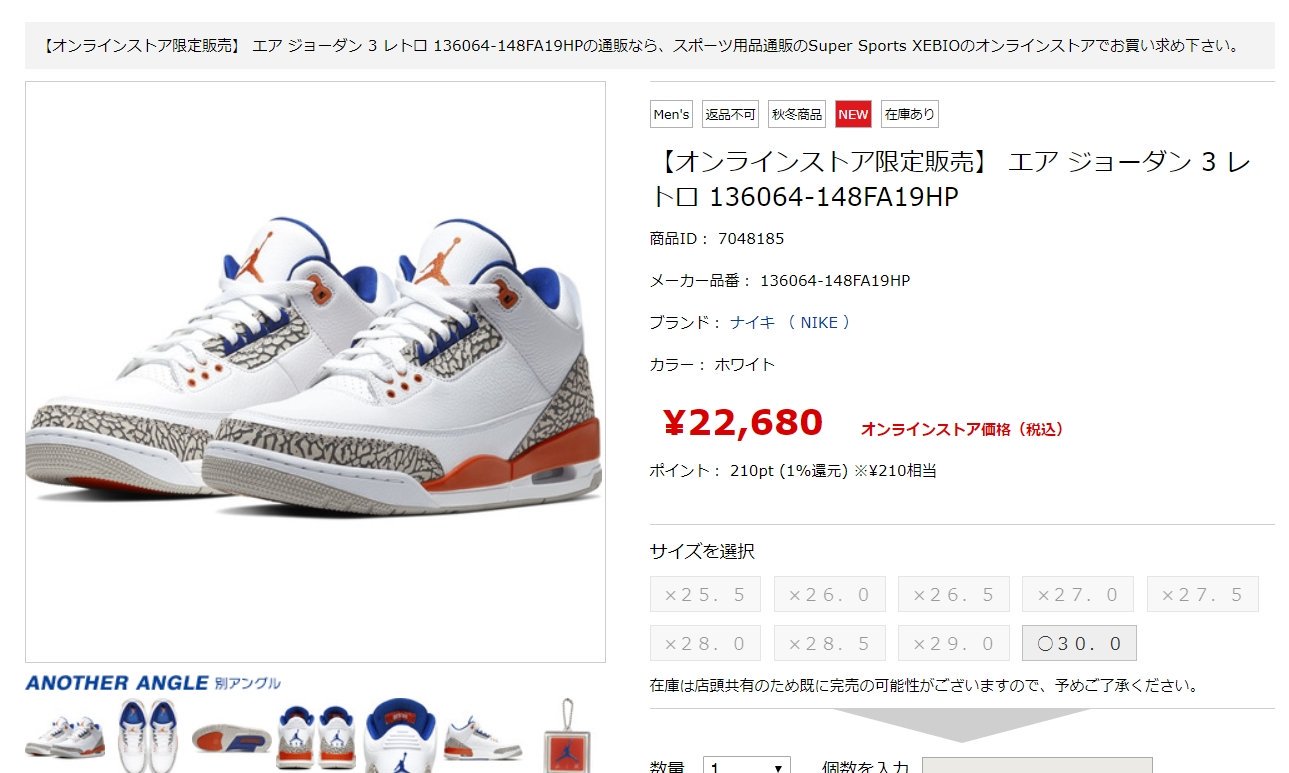 【オンラインストア限定販売】 エア ジョーダン 3 レトロ 136064-148FA19HPの通販なら、スポーツ用品通販のSuper Sports XEBIOのオンラインストアでお買い求め下さい。
Men's 返品不可 秋冬商品 NEW 在庫あり
【オンラインストア限定販売】 エア ジョーダン 3 レ
トロ 136064-148FA19HP
商品ID： 7048185
メーカー品番： 136064-148FA19HP
ブランド： ナイキ （ NIKE ）
カラー： ホワイト
¥22,680 オンラインストア価格（税込）
ポイント： 210pt (1%還元) ※¥210相当
サイズを選択
×２５．５ ×２６．０ ×２６．５ ×２７．０ ×２７．５
×２８．０ ×２８．５ ×２９．０ ○３０．０
在庫は店頭共有のため既に完売の可能性がございますので、予めご了承ください。
ANOTHER ANGLE 別アングル
数量 1 ▼ 個数を入力